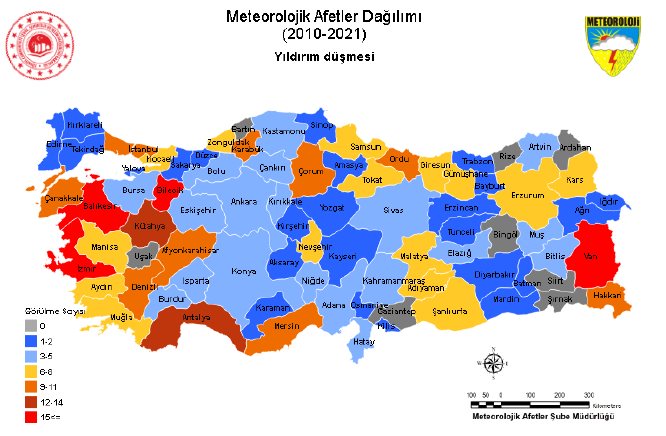 Meteorolojik Afetler Dağılımı
(2010-2021)
Yıldırım düşmesi
METEOROLOJİ
Kırklareli
Edirne
Tekirdağ
İstanbul
Kocaeli
Yalova
Sakarya
Düzce
Zonguldak
Bartın
Karabük
Kastamonu
Sinop
Samsun
Ordu
Giresun
Trabzon
Rize
Artvin
Ardahan
Kars
Gümüşhane
Bayburt
Erzurum
Iğdır
Ağrı
Çanakkale
Balıkesir
Bursa
Bilecik
Bolu
Çankırı
Çorum
Amasya
Tokat
Eskişehir
Ankara
Kırıkkale
Yozgat
Sivas
Erzincan
Tunceli
Bingöl
Muş
Kütahya
Manisa
Uşak
Afyonkarahisar
Kırşehir
Nevşehir
Kayseri
Malatya
Elazığ
Bitlis
Van
İzmir
Aydın
Denizli
Isparta
Konya
Aksaray
Niğde
Kahramanmaraş
Adıyaman
Diyarbakır
Batman
Siirt
Şırnak
Hakkari
Mardin
Burdur
Muğla
Antalya
Karaman
Mersin
Adana
Osmaniye
Gaziantep
Kilis
Şanlıurfa
Hatay
Görülme Sayısı
0
1-2
3-5
6-8
9-11
12-14
15<=
100 50 0 100 200 300
Kilometers
Meteorolojik Afetler Şube Müdürlüğü